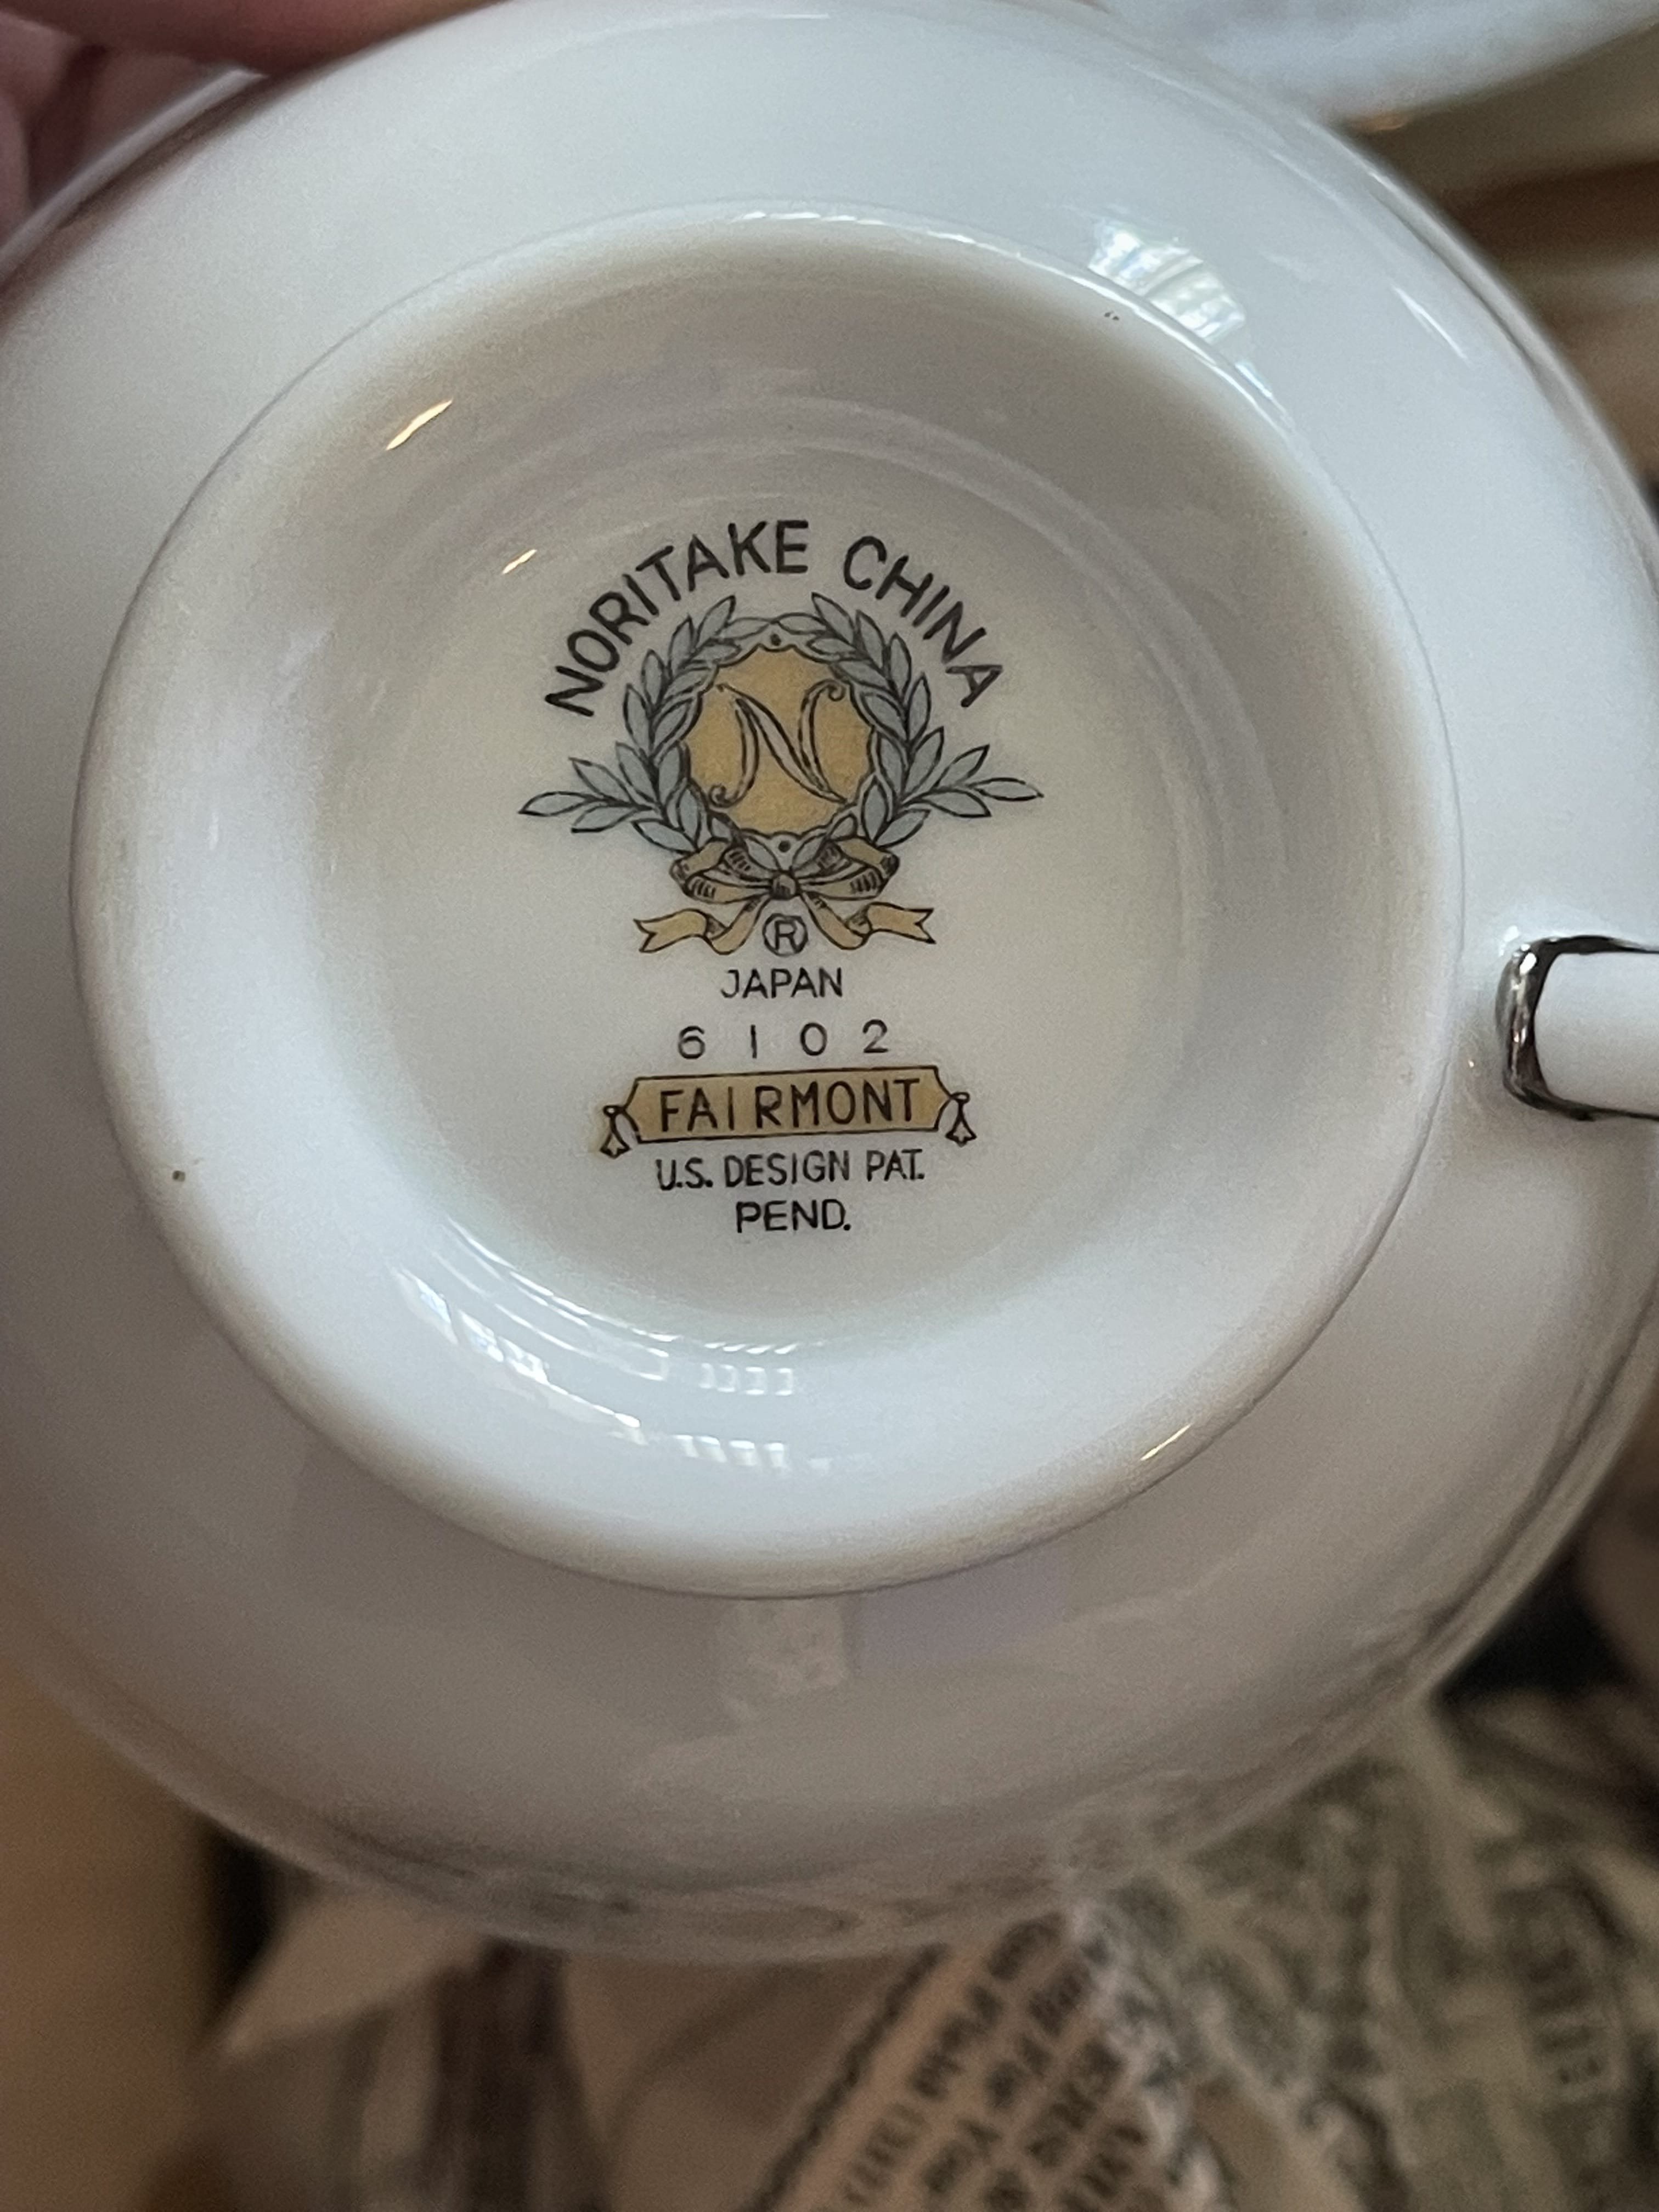 NORITAKE CHINA
N
®
JAPAN
6102
FAIRMONT
U.S. DESIGN PAT.
PEND.